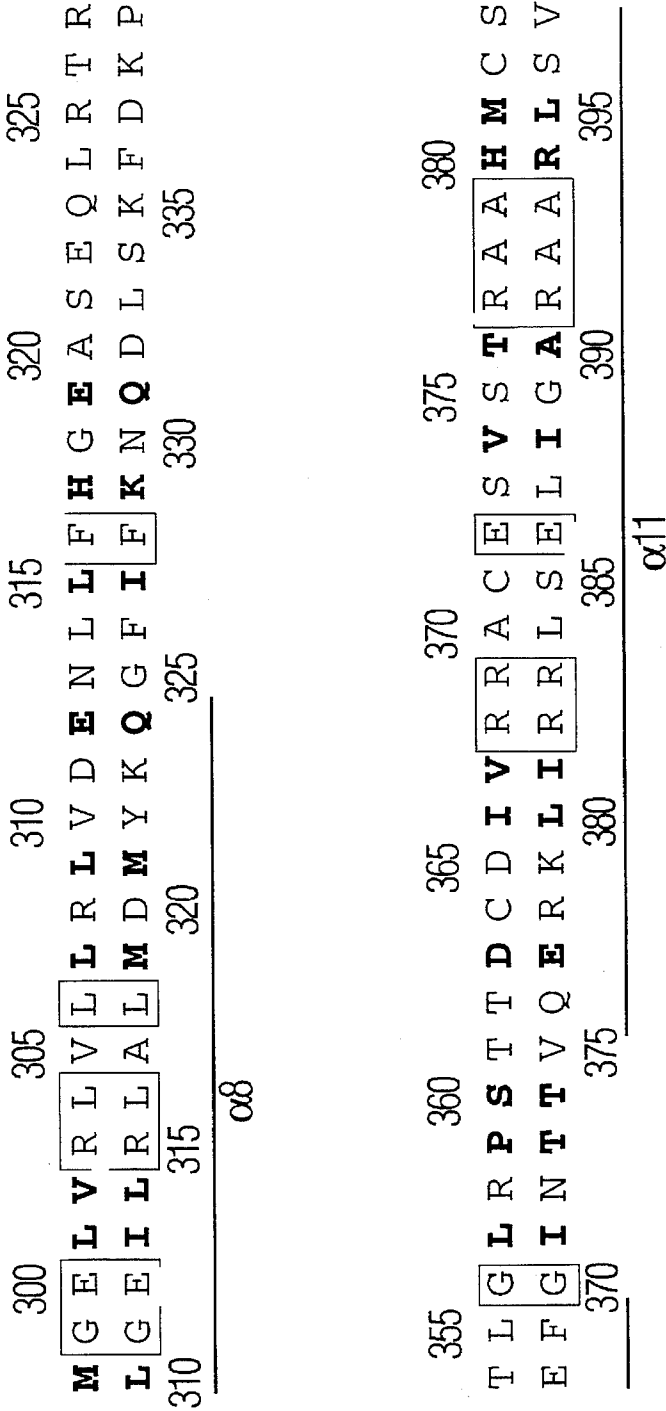 300 305 310 315 320 325
M G E L V R L V L L R L V D E N L L F H G E A S E Q L R T R
L G E I L R L A L M D M Y K Q G F I F K N Q D L S K F D K P
310 315 320 325 330 335
α8
355 360 365 370 375 380
T L G L R P S T T D C D I V R R A C E S V S T R A A H M C S
E F G I N T T V Q E R K L I R R L S E L I G A R A A R L S V
370 375 380 385 390 395
α11